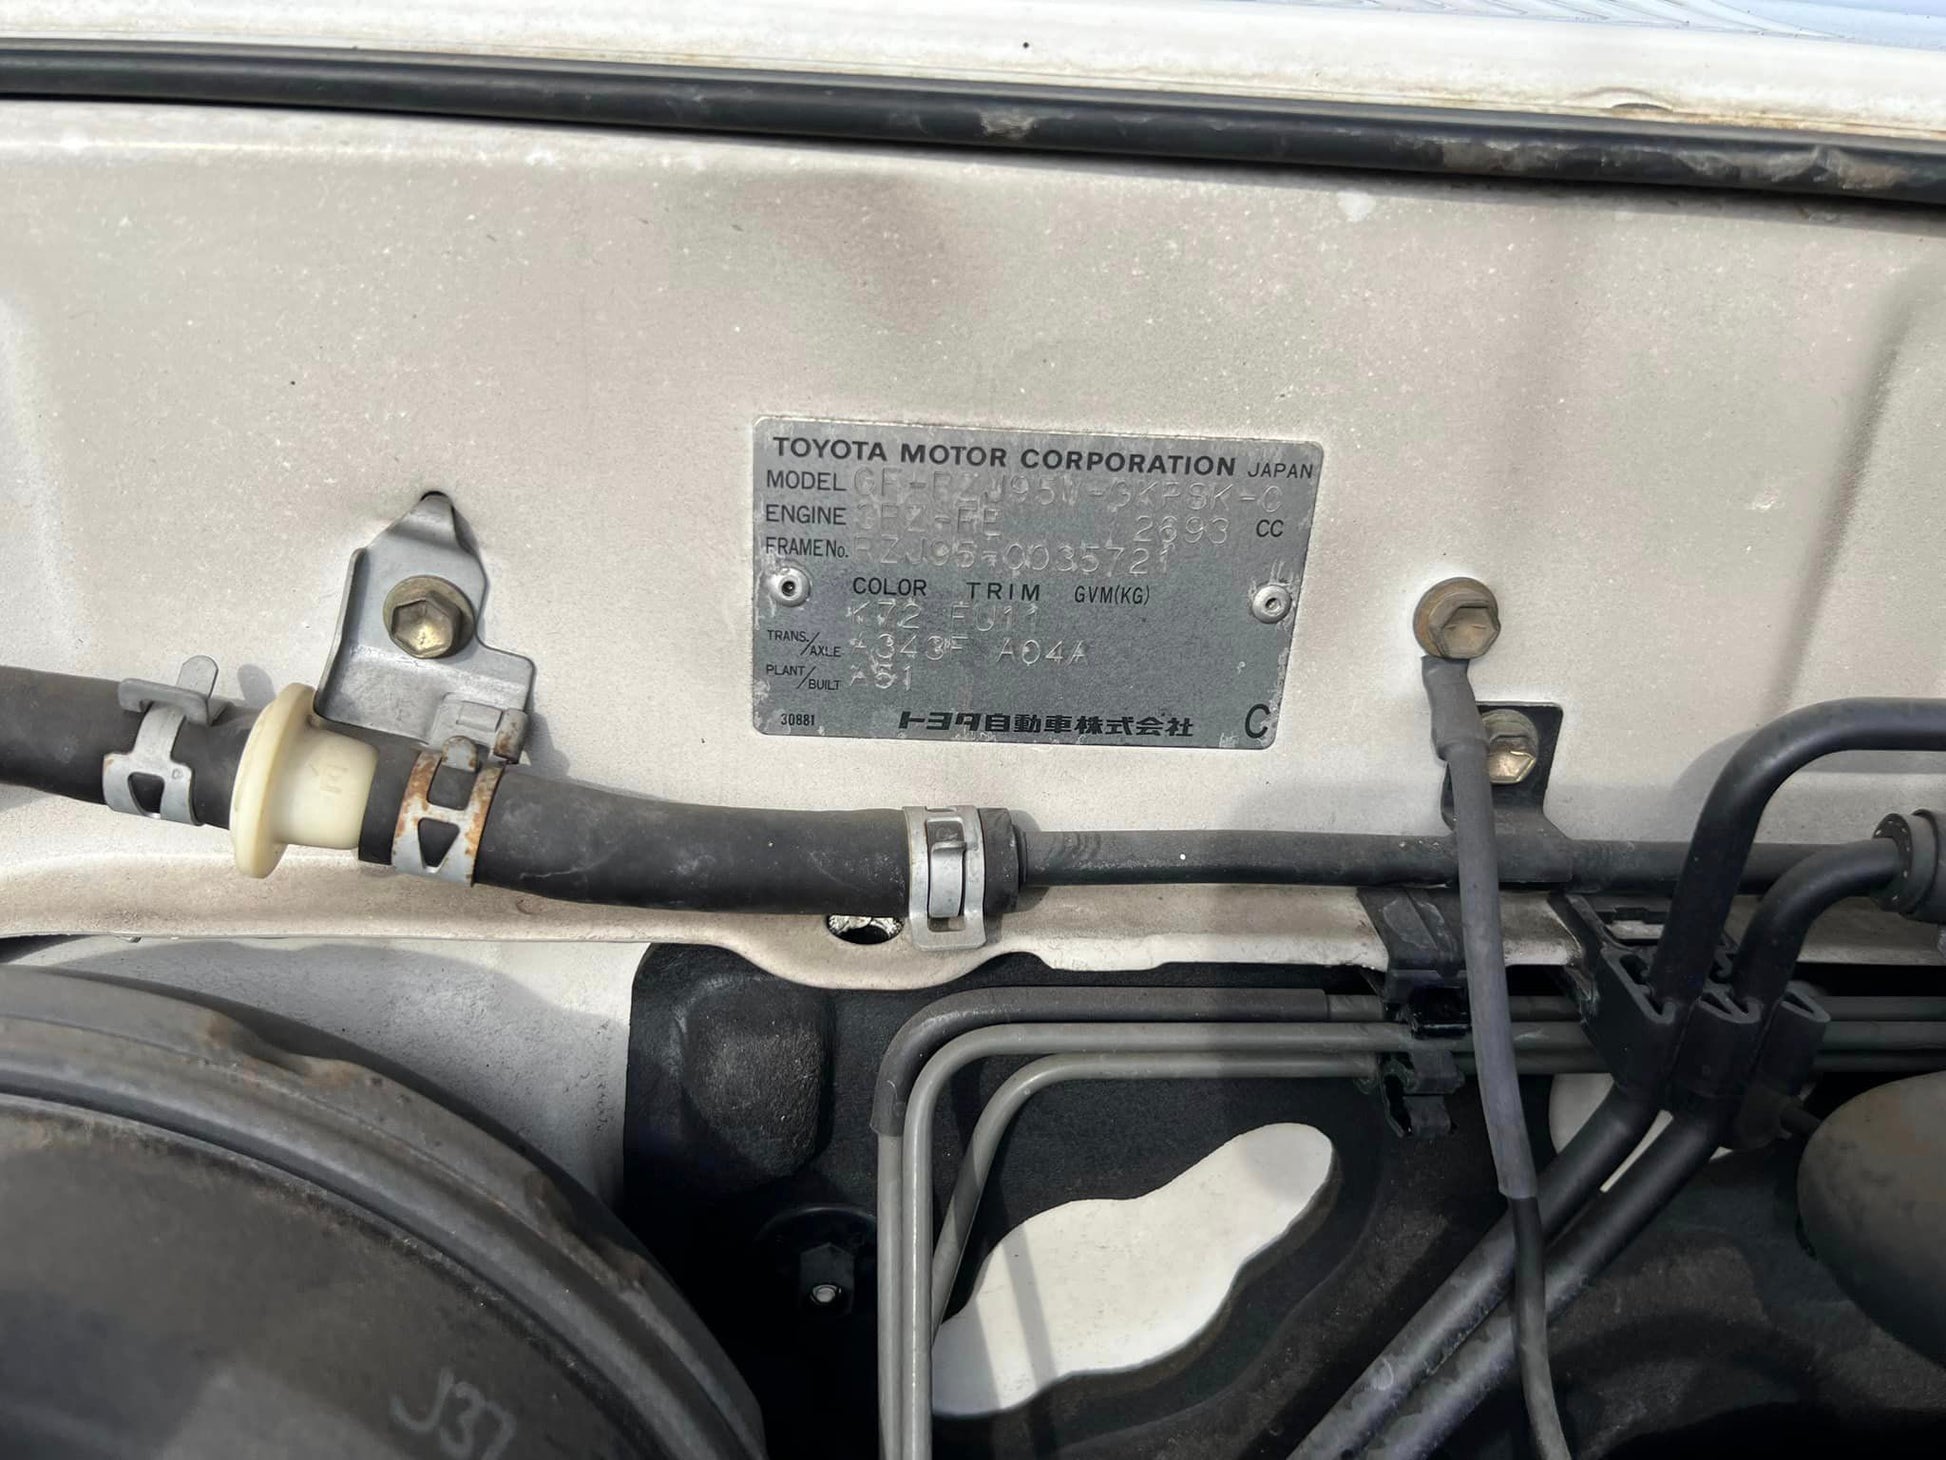 TOYOTA MOTOR CORPORATION JAPAN
MODEL GF-RZJ95W-GKPSK-C
ENGINE 3RZ-FE 2693 CC
FRAME No. RZJ95-0035721
COLOR TRIM GVM(KG)
K72 FU11
TRANS./AXLE A343F A04A
PLANT/BUILT A51
30881 トヨタ自動車株式会社 C
J37